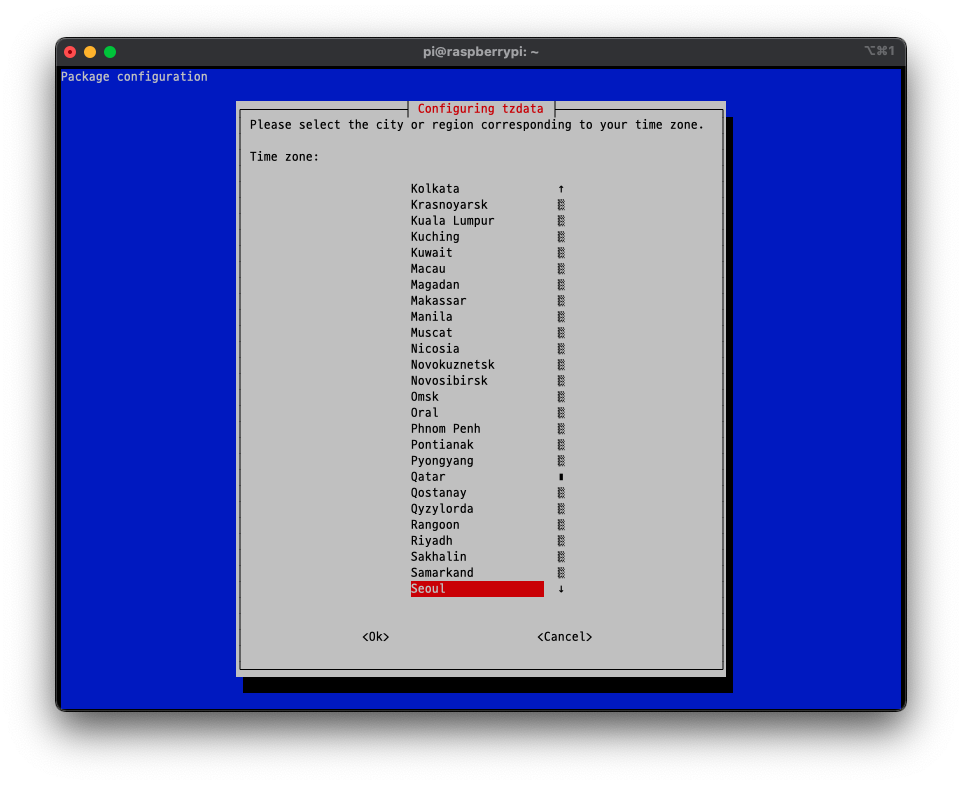 pi@raspberrypi: ~
⌥⌘1
Package configuration
Configuring tzdata
Please select the city or region corresponding to your time zone.
Time zone:
Kolkata
Krasnoyarsk
Kuala Lumpur
Kuching
Kuwait
Macau
Magadan
Makassar
Manila
Muscat
Nicosia
Novokuznetsk
Novosibirsk
Omsk
Oral
Phnom Penh
Pontianak
Pyongyang
Qatar
Qostanay
Qyzylorda
Rangoon
Riyadh
Sakhalin
Samarkand
Seoul
<Ok> <Cancel>